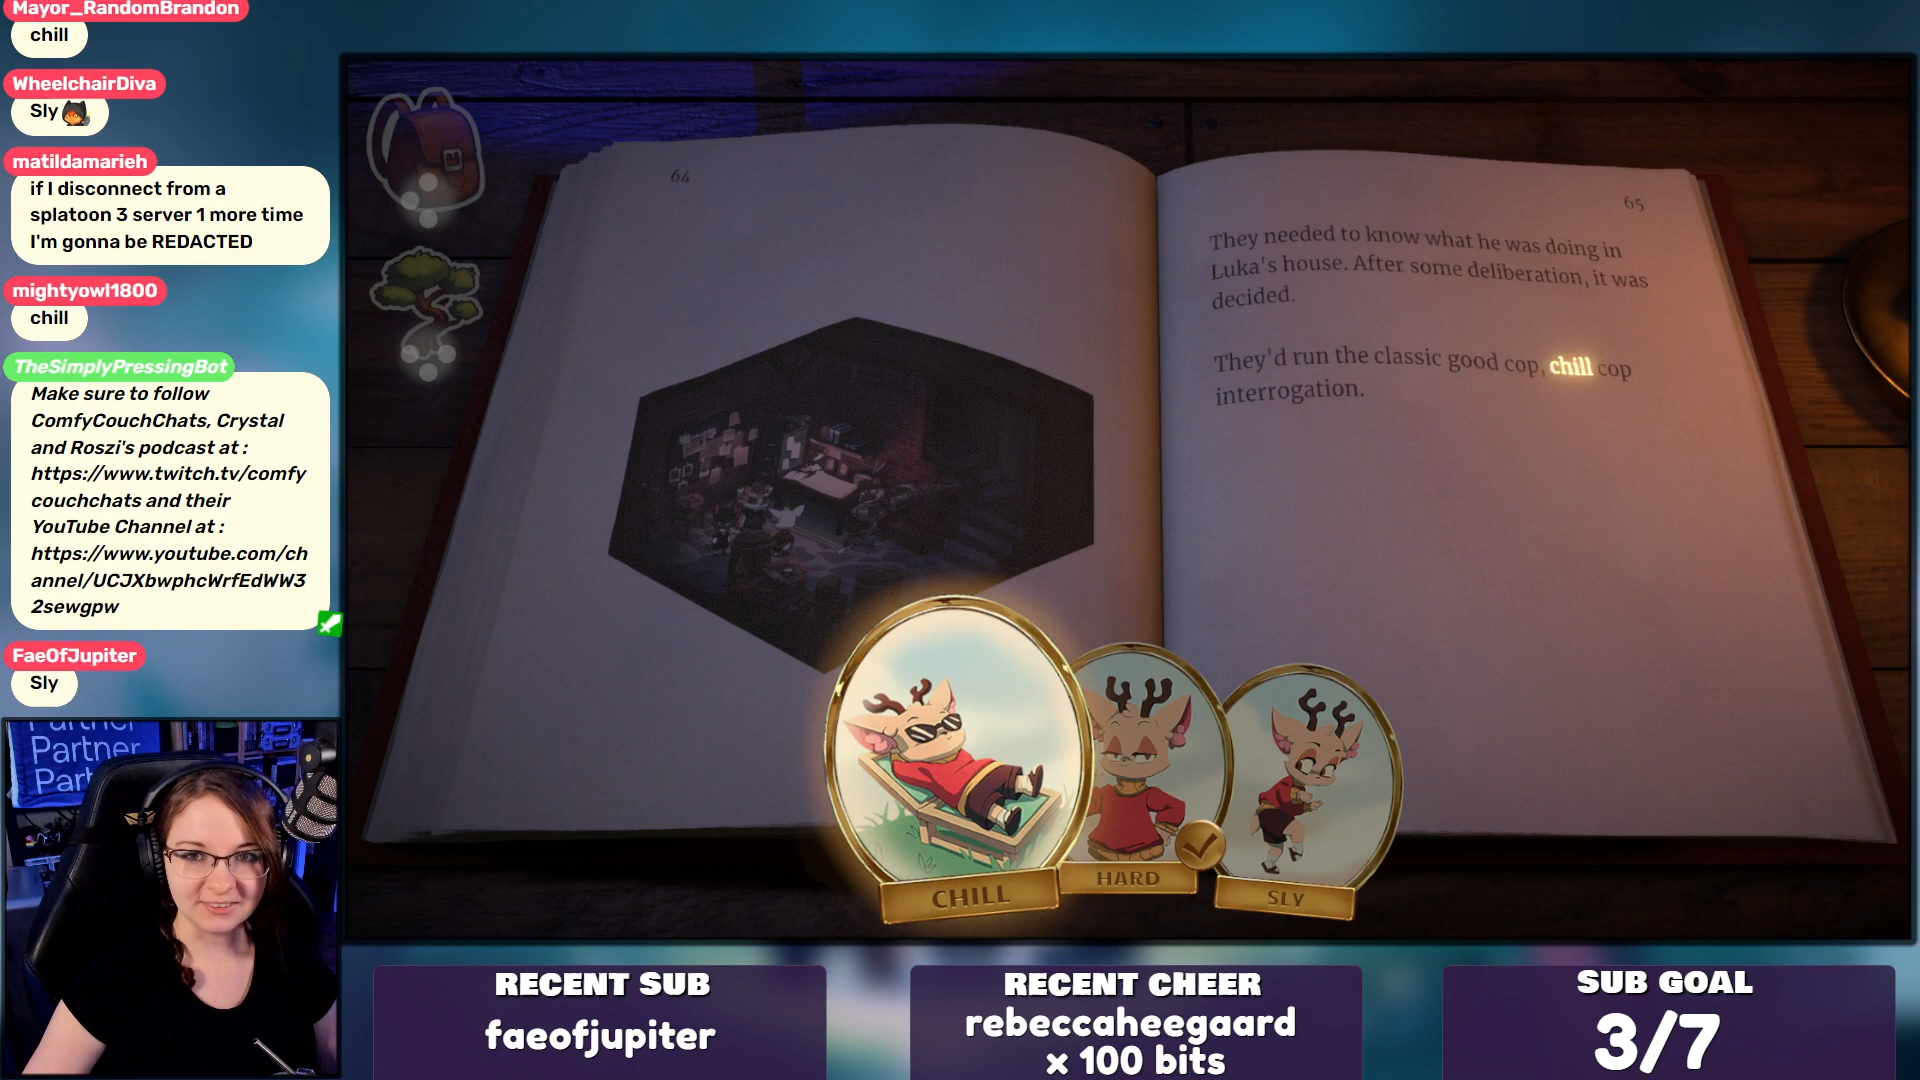 Mayor_RandomBrandon
chill
WheelchairDiva
Sly
matildamarieh
if I disconnect from a
splatoon 3 server 1 more time
I'm gonna be REDACTED
mightyowl1800
chill
TheSimplyPressingBot
Make sure to follow
ComfyCouchChats, Crystal
and Roszi's podcast at :
https://www.twitch.tv/comfy
couchchats and their
YouTube Channel at :
https://www.youtube.com/ch
annel/UCJXbwphcWrfEdWW3
2sewgpw
FaeOfJupiter
Sly
Partner
Partner
Part
64
65
They needed to know what he was doing in
Luka's house. After some deliberation, it was
decided.
They'd run the classic good cop, chill cop
interrogation.
CHILL
HARD
SLY
RECENT SUB
faeofjupiter
RECENT CHEER
rebeccaheegaard
x 100 bits
SUB GOAL
3/7